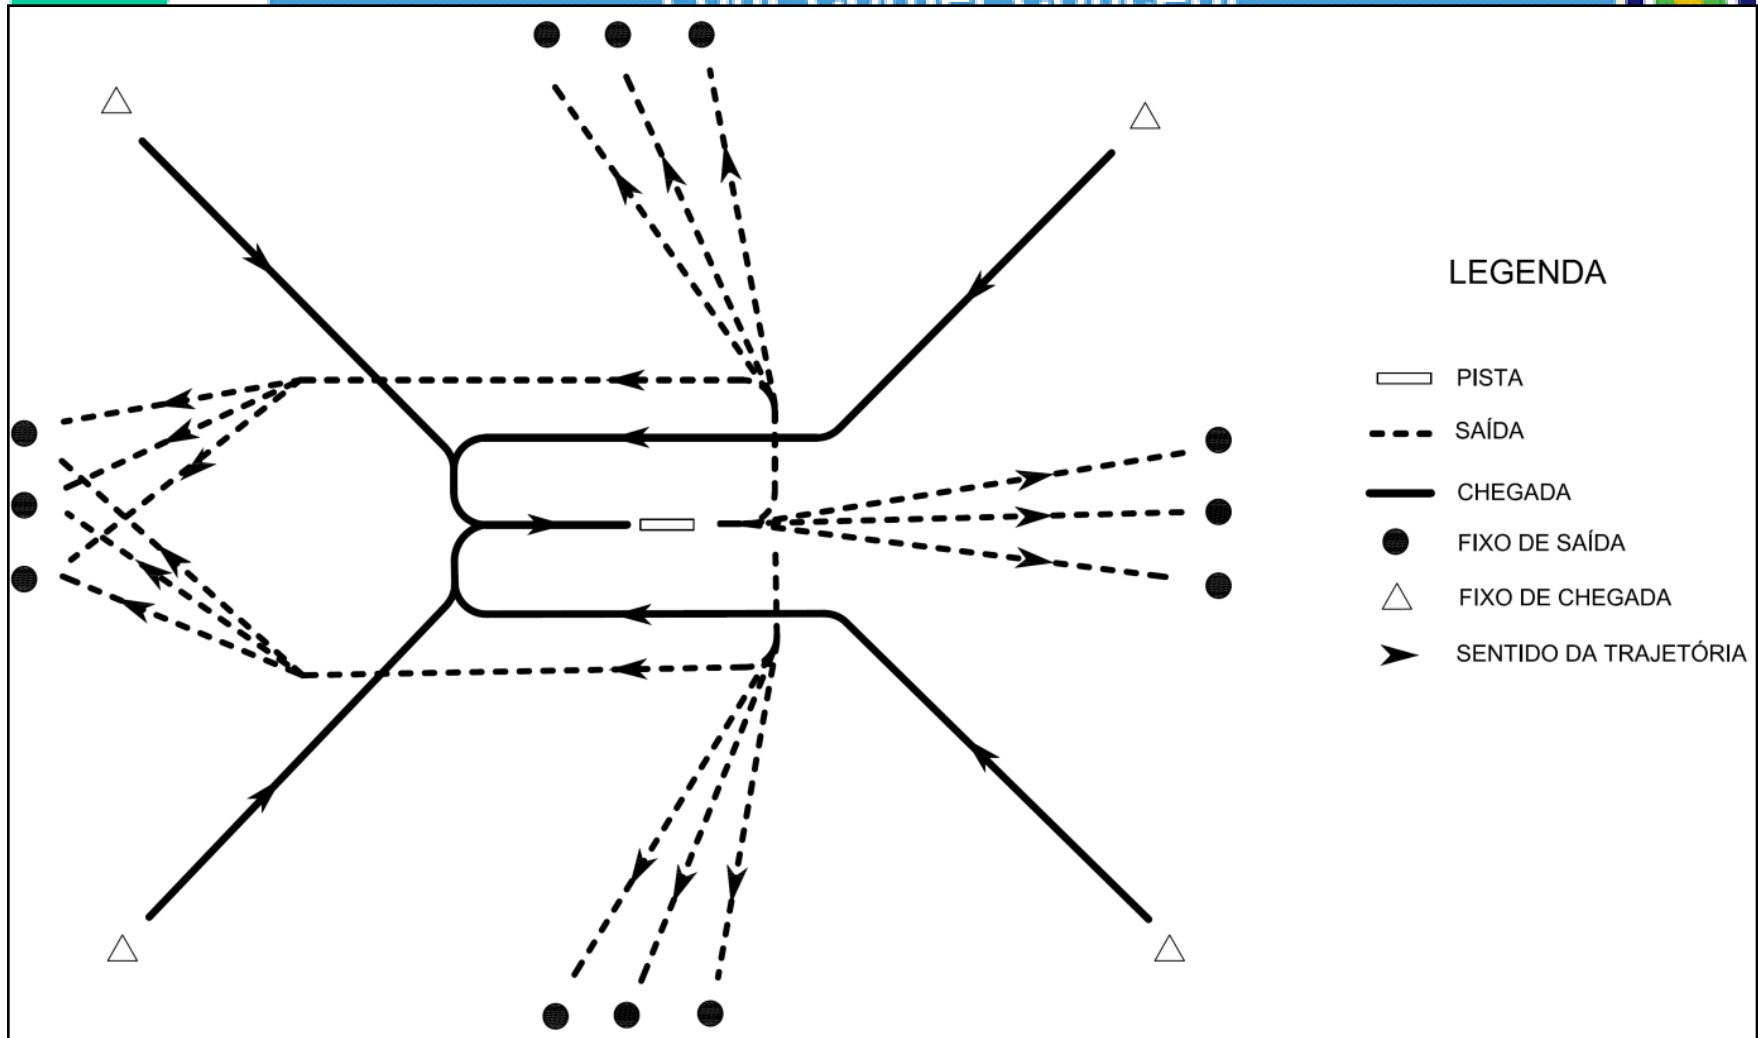 LEGENDA
PISTA
SAÍDA
CHEGADA
FIXO DE SAÍDA
FIXO DE CHEGADA
SENTIDO DA TRAJETÓRIA